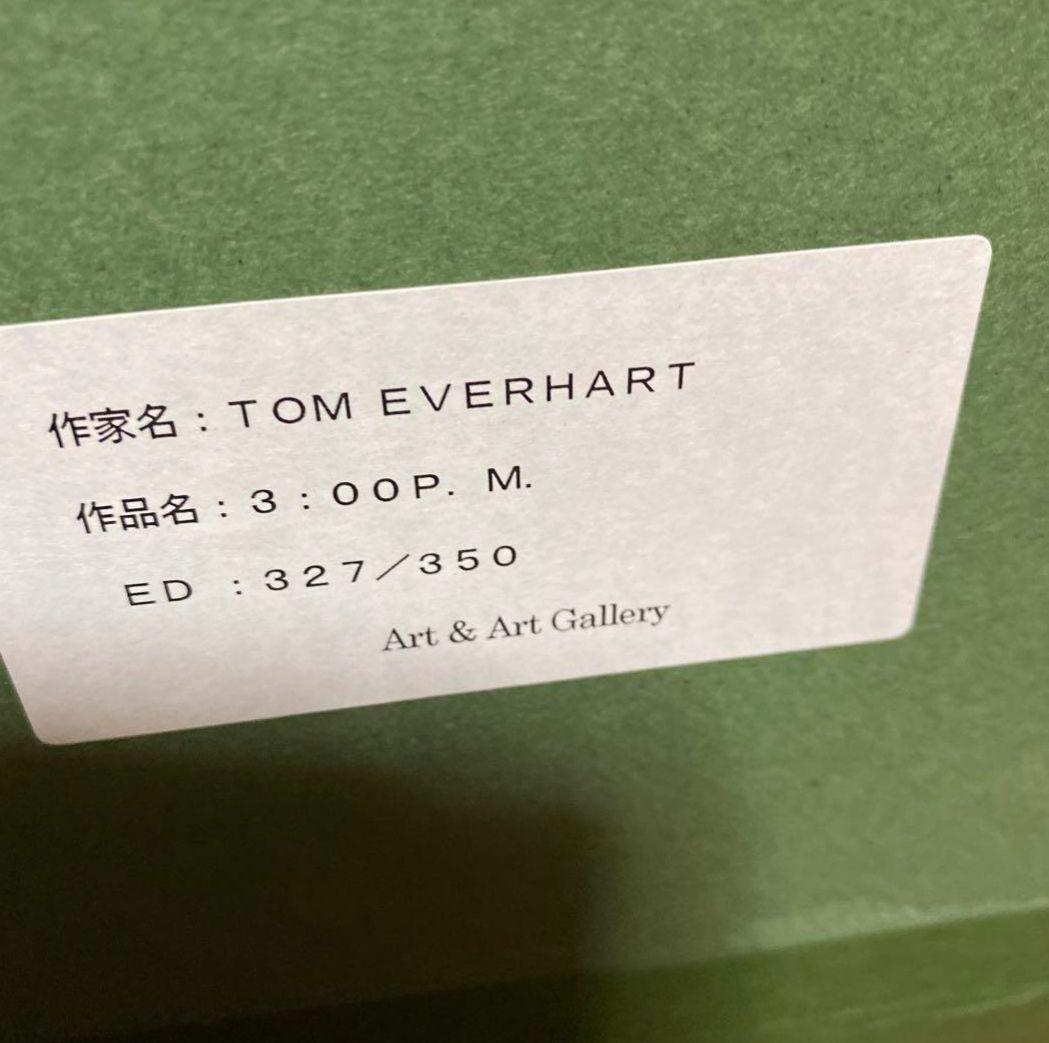 作家名：ＴＯＭ ＥＶＥＲＨＡＲＴ
作品名：３：００Ｐ．Ｍ．
ＥＤ ：３２７／３５０
Art & Art Gallery